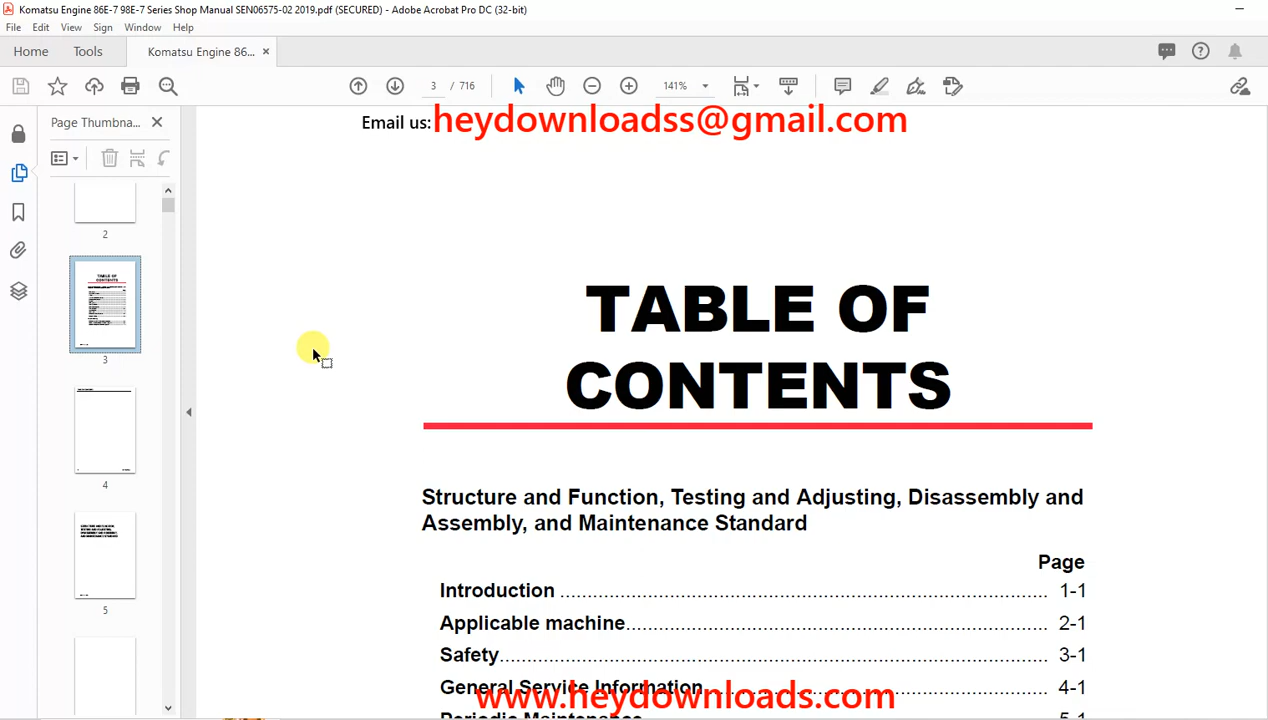 Komatsu Engine 86E-7 98E-7 Series Shop Manual SEN06575-02 2019.pdf (SECURED) - Adobe Acrobat Pro DC (32-bit)
File Edit View Sign Window Help
Home Tools Komatsu Engine 86... ×
3 / 716 141%
Page Thumbna...
Email us: heydownloadss@gmail.com
2
3
4
5
TABLE OF
CONTENTS
Structure and Function, Testing and Adjusting, Disassembly and
Assembly, and Maintenance Standard
Page
Introduction ..................................................................................... 1-1
Applicable machine......................................................................... 2-1
Safety............................................................................................... 3-1
General Service Information........................................................... 4-1
www.heydownloads.com
Periodic Maintenance...................................................................... 5-1